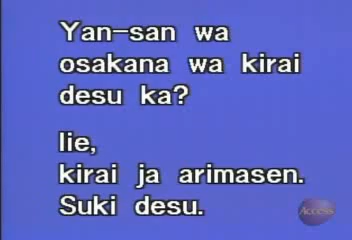 Yan-san wa
osakana wa kirai
desu ka?
Iie,
kirai ja arimasen.
Suki desu.
Access